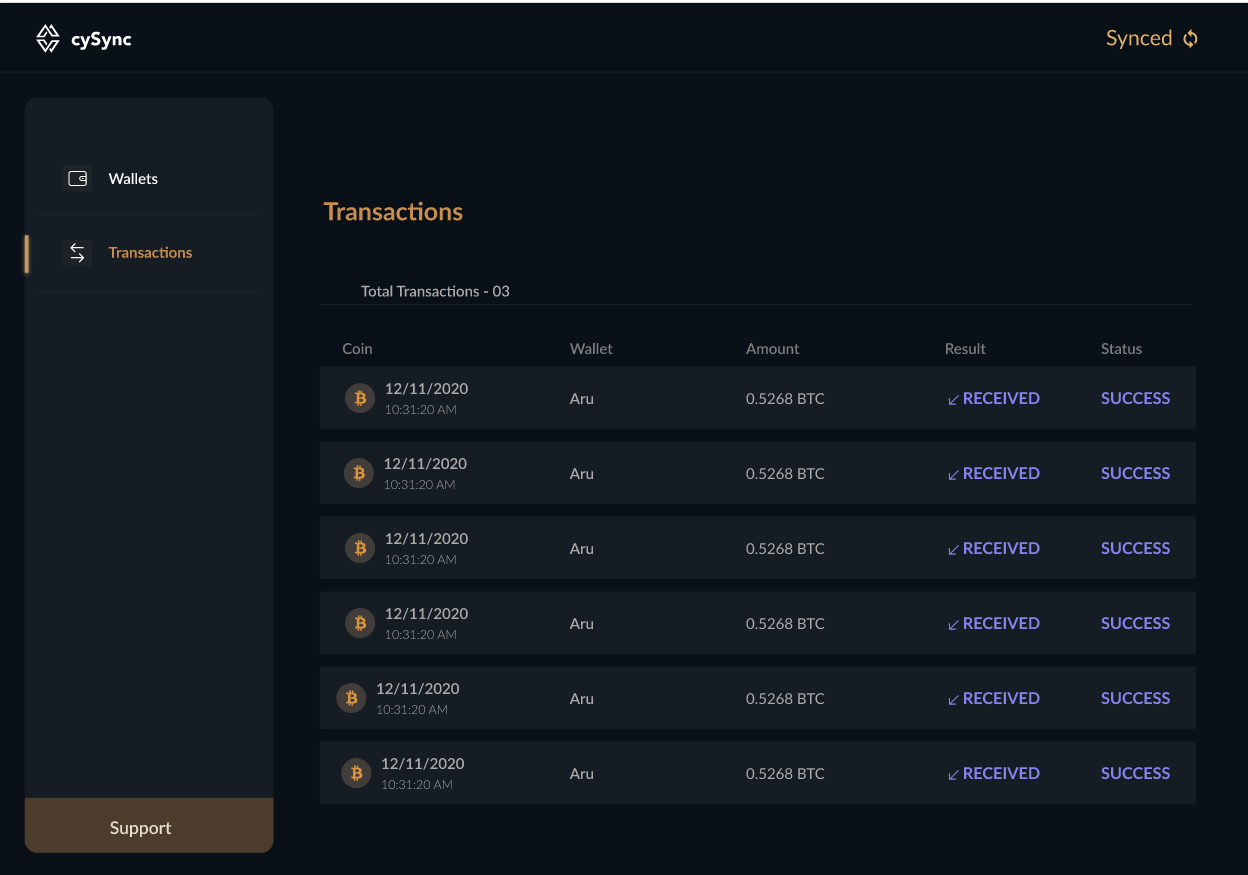 cySync
Synced
Wallets
Transactions
Support
Transactions
Total Transactions - 03
Coin Wallet Amount Result Status
12/11/2020
10:31:20 AM
Aru 0.5268 BTC RECEIVED SUCCESS
12/11/2020
10:31:20 AM
Aru 0.5268 BTC RECEIVED SUCCESS
12/11/2020
10:31:20 AM
Aru 0.5268 BTC RECEIVED SUCCESS
12/11/2020
10:31:20 AM
Aru 0.5268 BTC RECEIVED SUCCESS
12/11/2020
10:31:20 AM
Aru 0.5268 BTC RECEIVED SUCCESS
12/11/2020
10:31:20 AM
Aru 0.5268 BTC RECEIVED SUCCESS